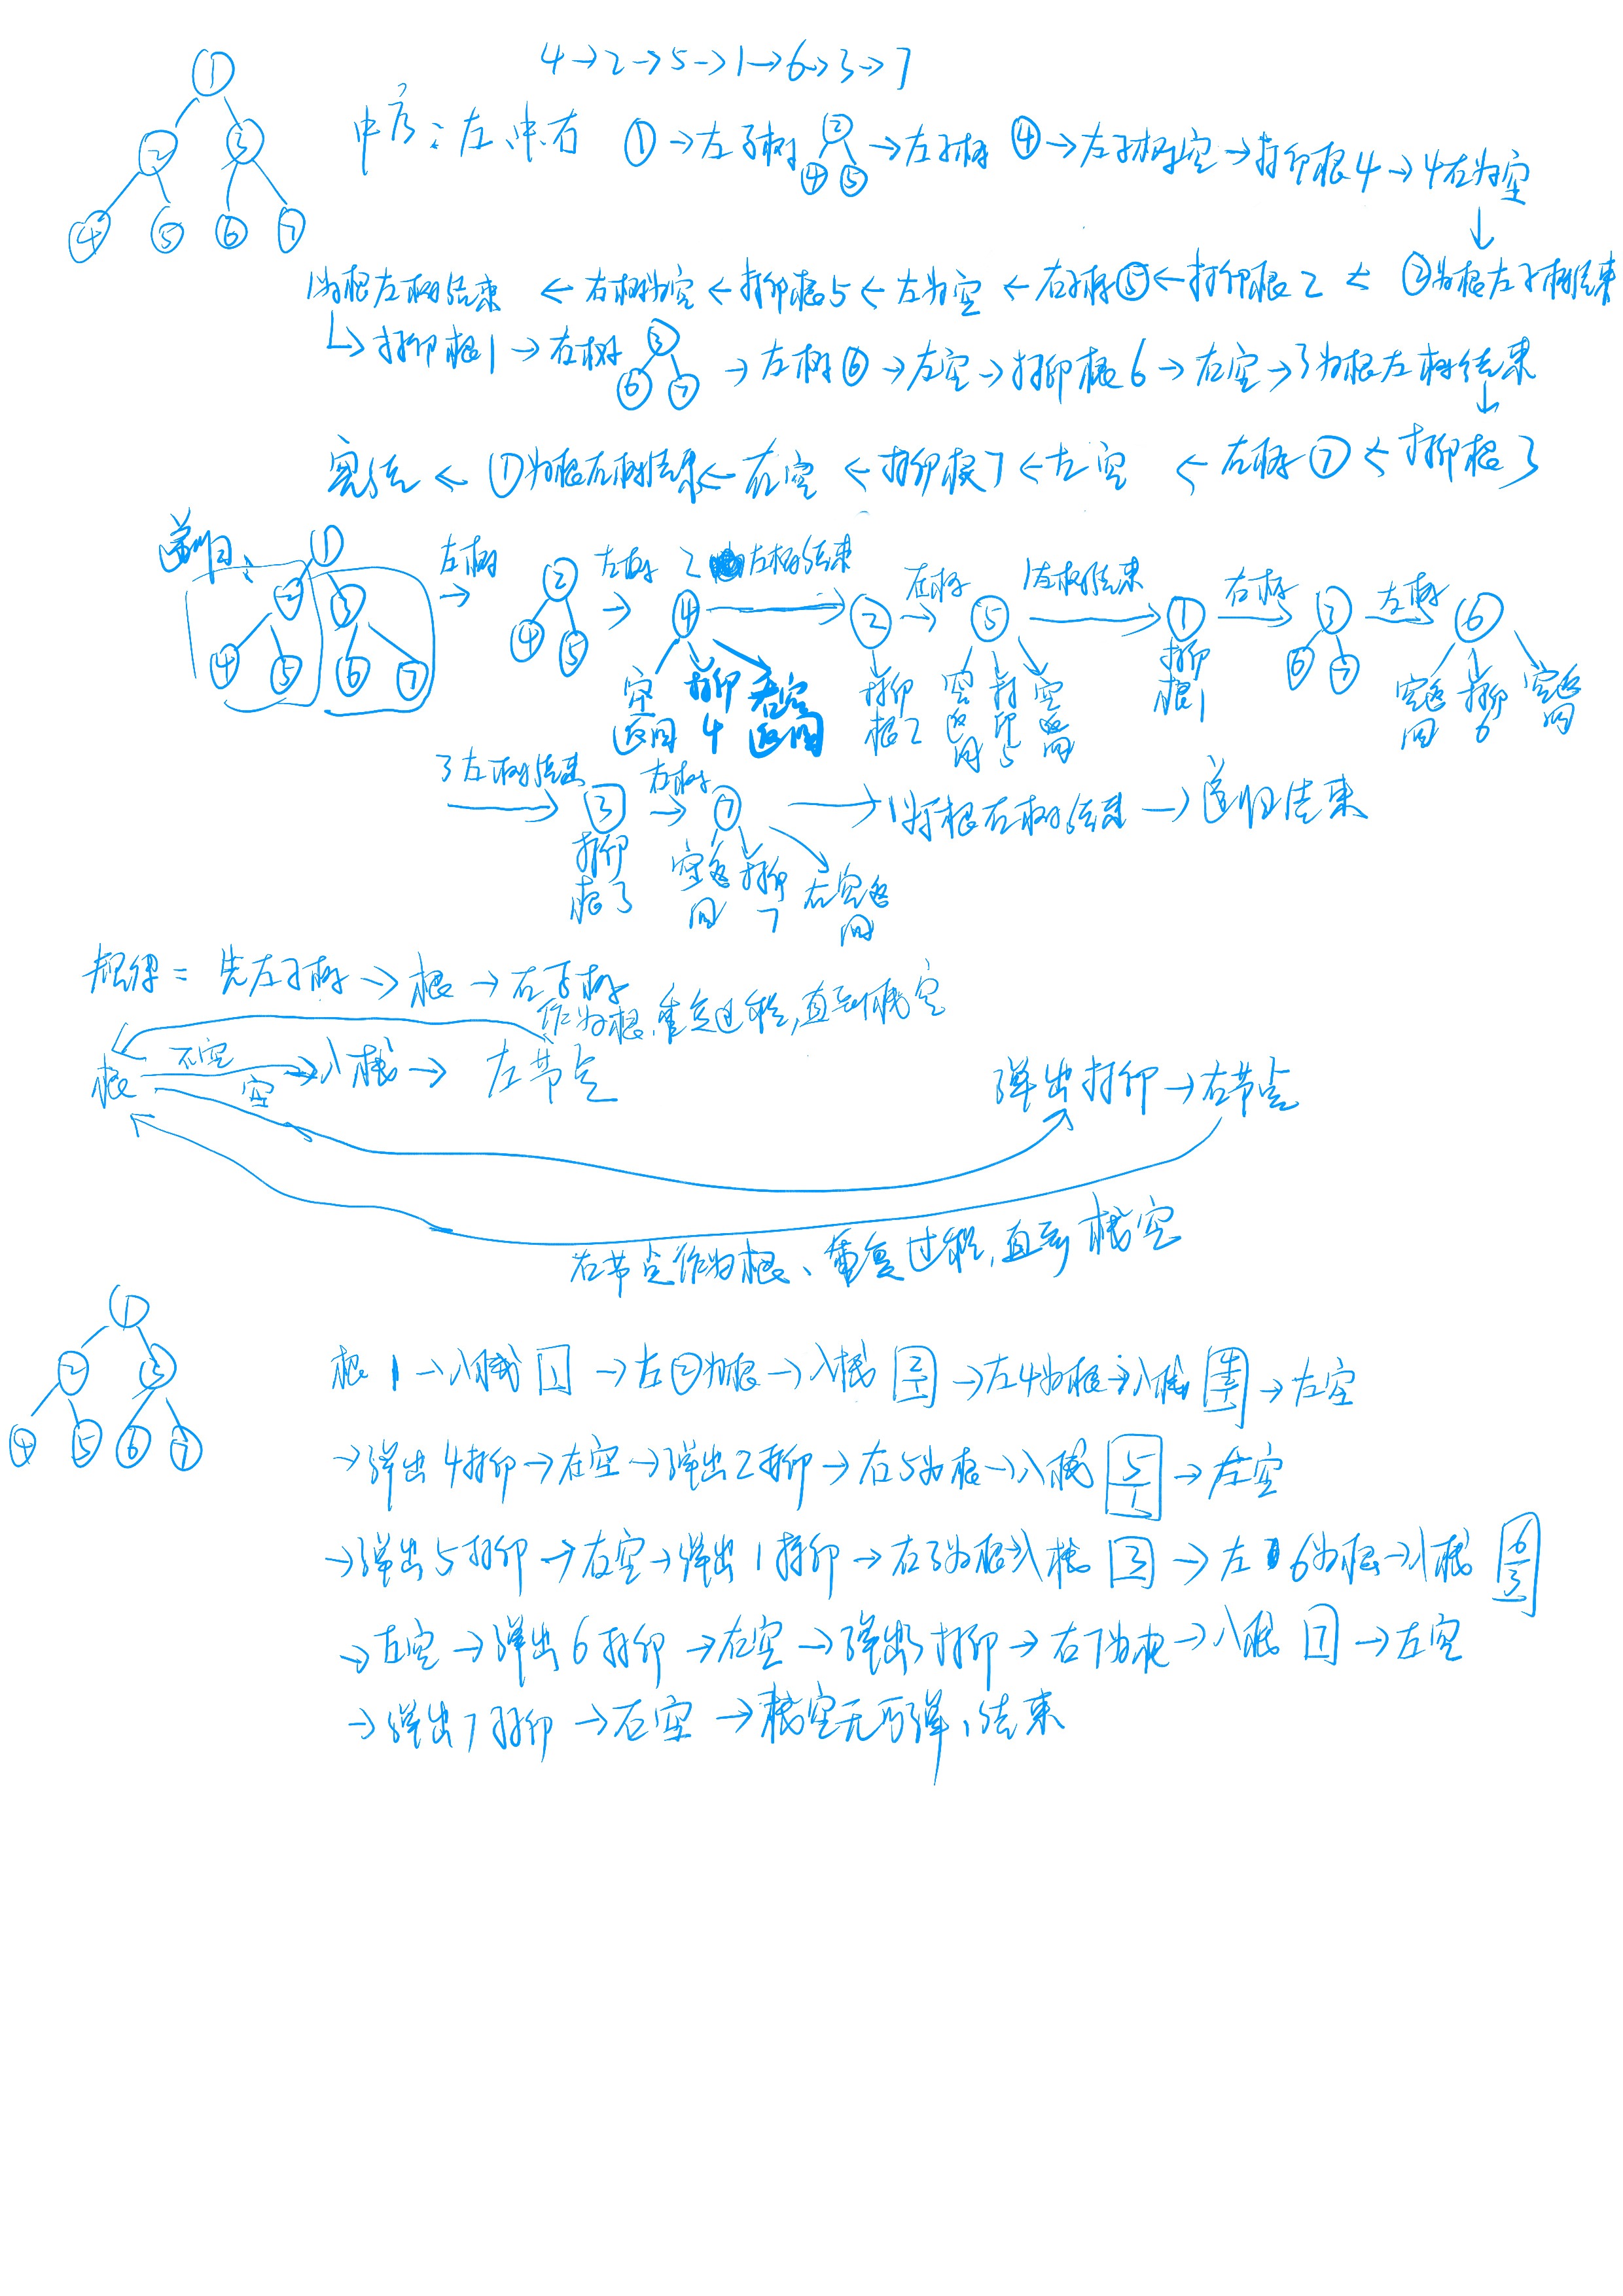 4→2→5→1→6→3→7
①
② ③
④ ⑤ ⑥ ⑦
中序:左、中、右 ①→左子树 ② ④ ⑤ →左子树 ④→左子树空→打印根4→4右为空
↓
1为根左树结束 ← 右树为空 ← 打印根5 ← 左为空 ← 右子树⑤ ← 打印根2 ← ②为根左子树结束
↳打印根1→右树 ③ ⑥ ⑦ →左树⑥→左空→打印根6→右空→3为根左树结束
↓
← ①为根右树结束 ← 右空 ← 打印根7 ← 左空 ← 右树⑦ ← 打印根3
递归:
①
② ③
④ ⑤ ⑥ ⑦
左树→ ② ④ ⑤ 左树→ ④ 2左树结束→ ② 右树→ ⑤ 1左树结束→ ① 右树→ ③ ⑥ ⑦ 左树→ ⑥
空返回 打印4 右空返回 打印根2 空返回 打印5 空返回 打印根1 空返回 打印6 空返回
3左树结束→ ③ 右树→ ⑦ → 1为根右树结束→递归结束
打印根3 空返回 打印7 右空返回
规律= 先左子树→根→右子树
作为根,重复过程,直到栈空
根 不空→入栈→左节点
空 弹出打印→右节点
右节点作为根、重复过程,直到栈空
①
② ③
④ ⑤ ⑥ ⑦
根1→入栈 1 →左②为根→入栈 2 1 →左4为根→入栈 4 2 1 →左空
→弹出4打印→右空→弹出2打印→右5为根→入栈 5 1 →左空
→弹出5打印→右空→弹出1打印→右3为根→入栈 3 →左6为根→入栈 6 3
→左空→弹出6打印→右空→弹出3打印→右7为根→入栈 7 →左空
→弹出7打印→右空→栈空无可弹,结束